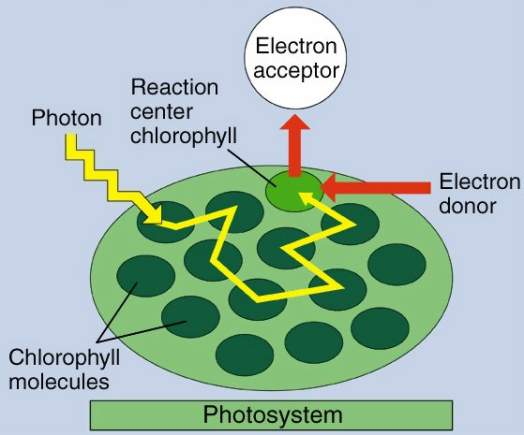 Electron
acceptor
Reaction
center
chlorophyll
Photon
Electron
donor
Chlorophyll
molecules
Photosystem